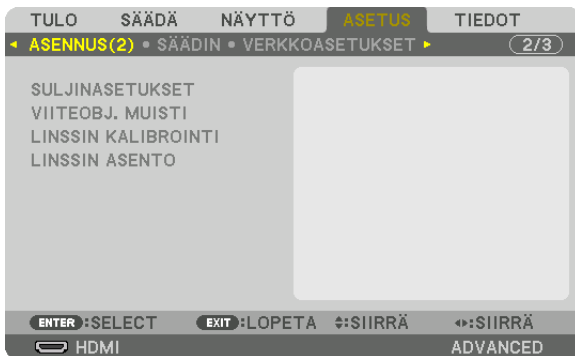 TULO SÄÄDÄ NÄYTTÖ ASETUS TIEDOT
ASENNUS(2) • SÄÄDIN • VERKKOASETUKSET 2/3
SULJINASETUKSET
VIITEOBJ. MUISTI
LINSSIN KALIBROINTI
LINSSIN ASENTO
ENTER :SELECT EXIT :LOPETA :SIIRRÄ :SIIRRÄ
HDMI ADVANCED